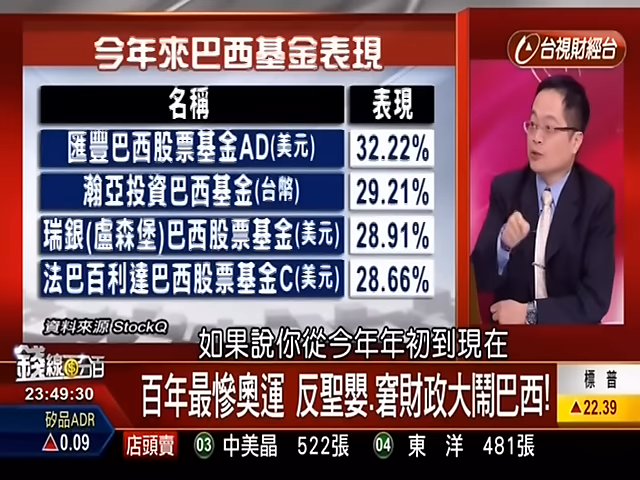 今年來巴西基金表現
台視財經台
名稱 表現
匯豐巴西股票基金AD(美元) 32.22%
瀚亞投資巴西基金(台幣) 29.21%
瑞銀(盧森堡)巴西股票基金(美元) 28.91%
法巴百利達巴西股票基金C(美元) 28.66%
資料來源 StockQ
如果說你從今年年初到現在
錢線百分百
23:49:30
百年最慘奧運 反聖嬰.窘財政大鬧巴西!
標普
▲22.39
矽品ADR
△0.09
店頭賣 03 中美晶 522張 04 東洋 481張